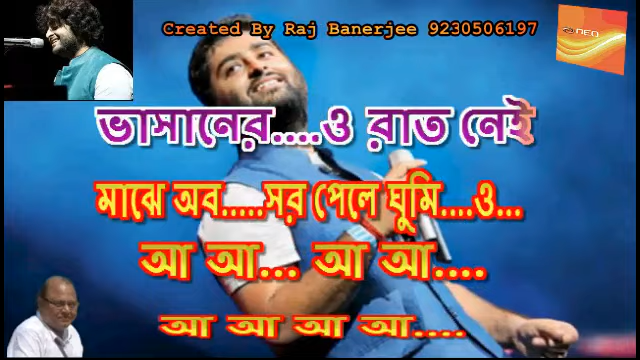 Created By Raj Banerjee 9230506197
NEO
ভাসানের....ও রাত নেই
মাঝে অব.....সর পেলে ঘুমি....ও...
আ আ... আ আ....
আ আ আ আ....